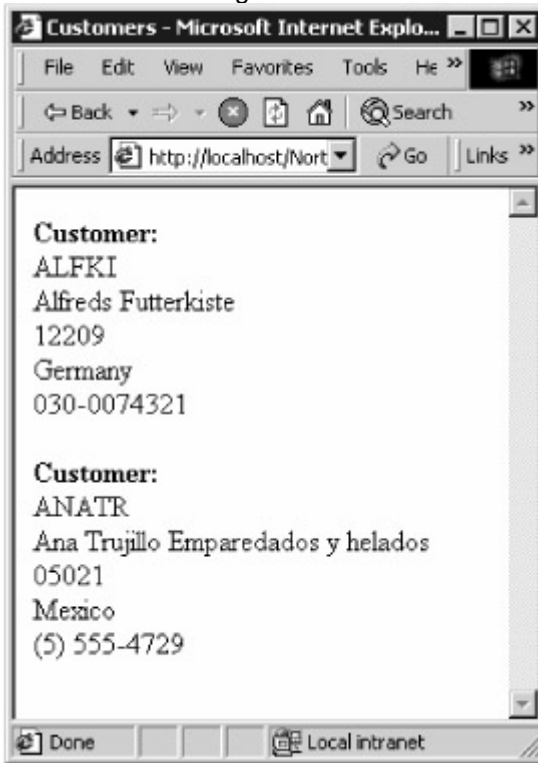 Customers - Microsoft Internet Explo...
File Edit View Favorites Tools He »
Back Search »
Address http://localhost/Nort Go Links »
Customer:
ALFKI
Alfreds Futterkiste
12209
Germany
030-0074321
Customer:
ANATR
Ana Trujillo Emparedados y helados
05021
Mexico
(5) 555-4729
Done Local intranet